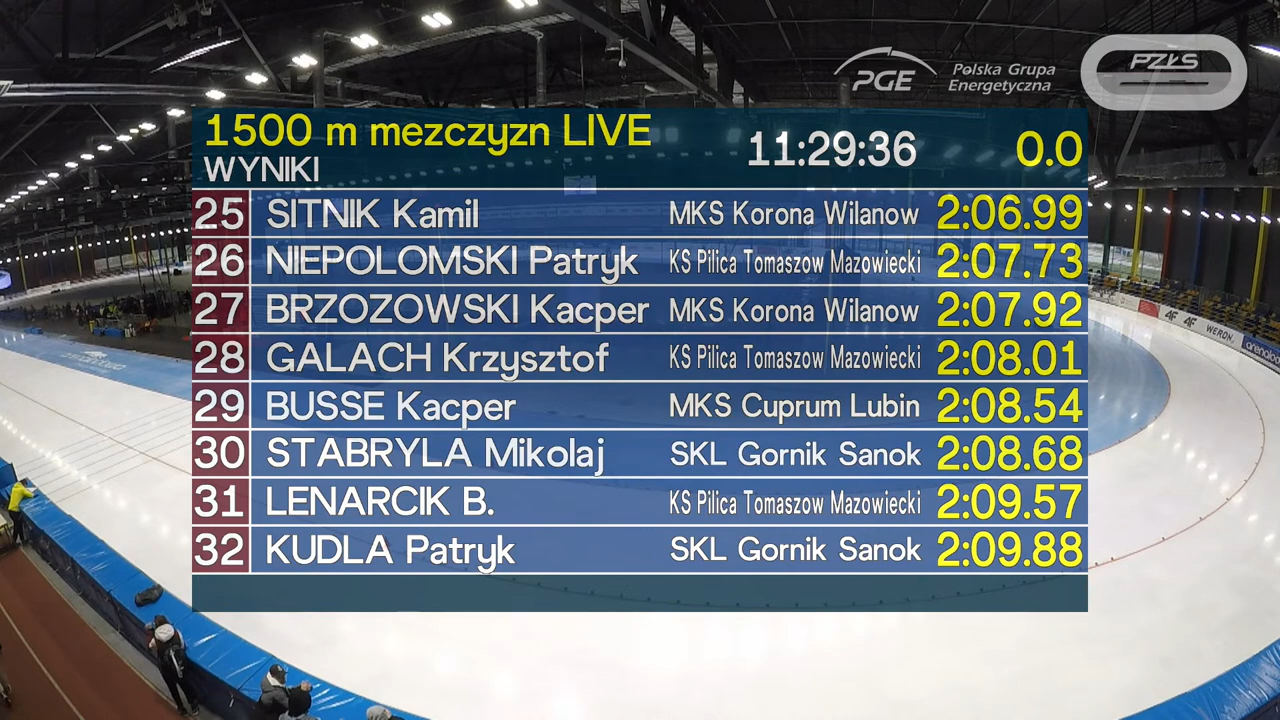 PGE Polska Grupa
Energetyczna
PZŁS
1500 m mezczyzn LIVE 11:29:36 0.0
WYNIKI
25 SITNIK Kamil MKS Korona Wilanow 2:06.99
26 NIEPOLOMSKI Patryk KS Pilica Tomaszow Mazowiecki 2:07.73
27 BRZOZOWSKI Kacper MKS Korona Wilanow 2:07.92
28 GALACH Krzysztof KS Pilica Tomaszow Mazowiecki 2:08.01
29 BUSSE Kacper MKS Cuprum Lubin 2:08.54
30 STABRYLA Mikolaj SKL Gornik Sanok 2:08.68
31 LENARCIK B. KS Pilica Tomaszow Mazowiecki 2:09.57
32 KUDLA Patryk SKL Gornik Sanok 2:09.88
4F 4F